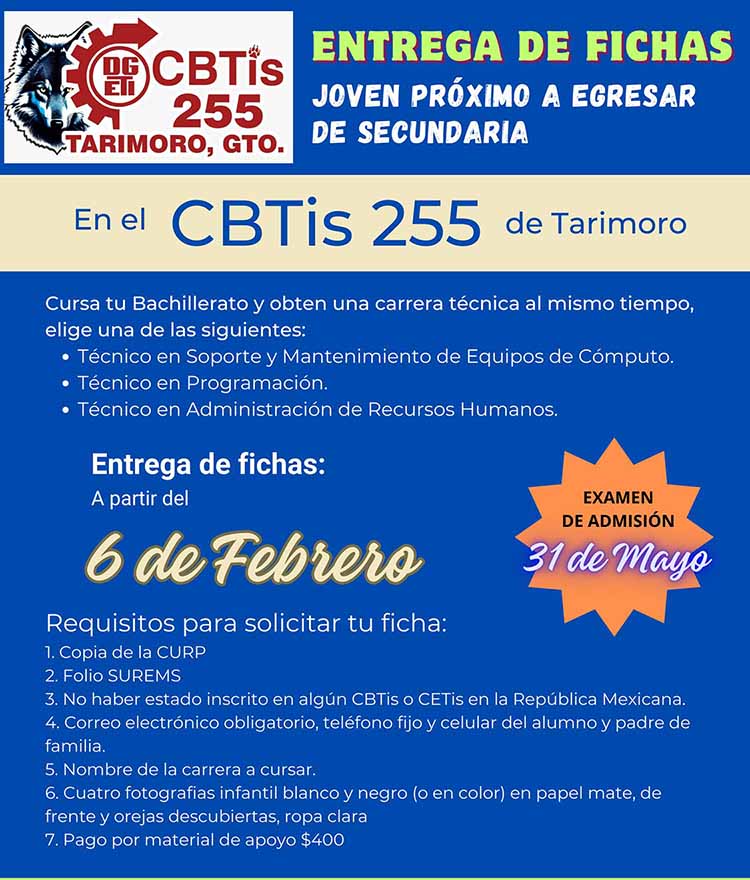 DGETi
CBTis
255
TARIMORO, GTO.
ENTREGA DE FICHAS
JOVEN PRÓXIMO A EGRESAR
DE SECUNDARIA
En el CBTis 255 de Tarimoro
Cursa tu Bachillerato y obten una carrera técnica al mismo tiempo,
elige una de las siguientes:
• Técnico en Soporte y Mantenimiento de Equipos de Cómputo.
• Técnico en Programación.
• Técnico en Administración de Recursos Humanos.
Entrega de fichas:
A partir del
6 de Febrero
EXAMEN
DE ADMISIÓN
31 de Mayo
Requisitos para solicitar tu ficha:
1. Copia de la CURP
2. Folio SUREMS
3. No haber estado inscrito en algún CBTis o CETis en la República Mexicana.
4. Correo electrónico obligatorio, teléfono fijo y celular del alumno y padre de
familia.
5. Nombre de la carrera a cursar.
6. Cuatro fotografias infantil blanco y negro (o en color) en papel mate, de
frente y orejas descubiertas, ropa clara
7. Pago por material de apoyo $400